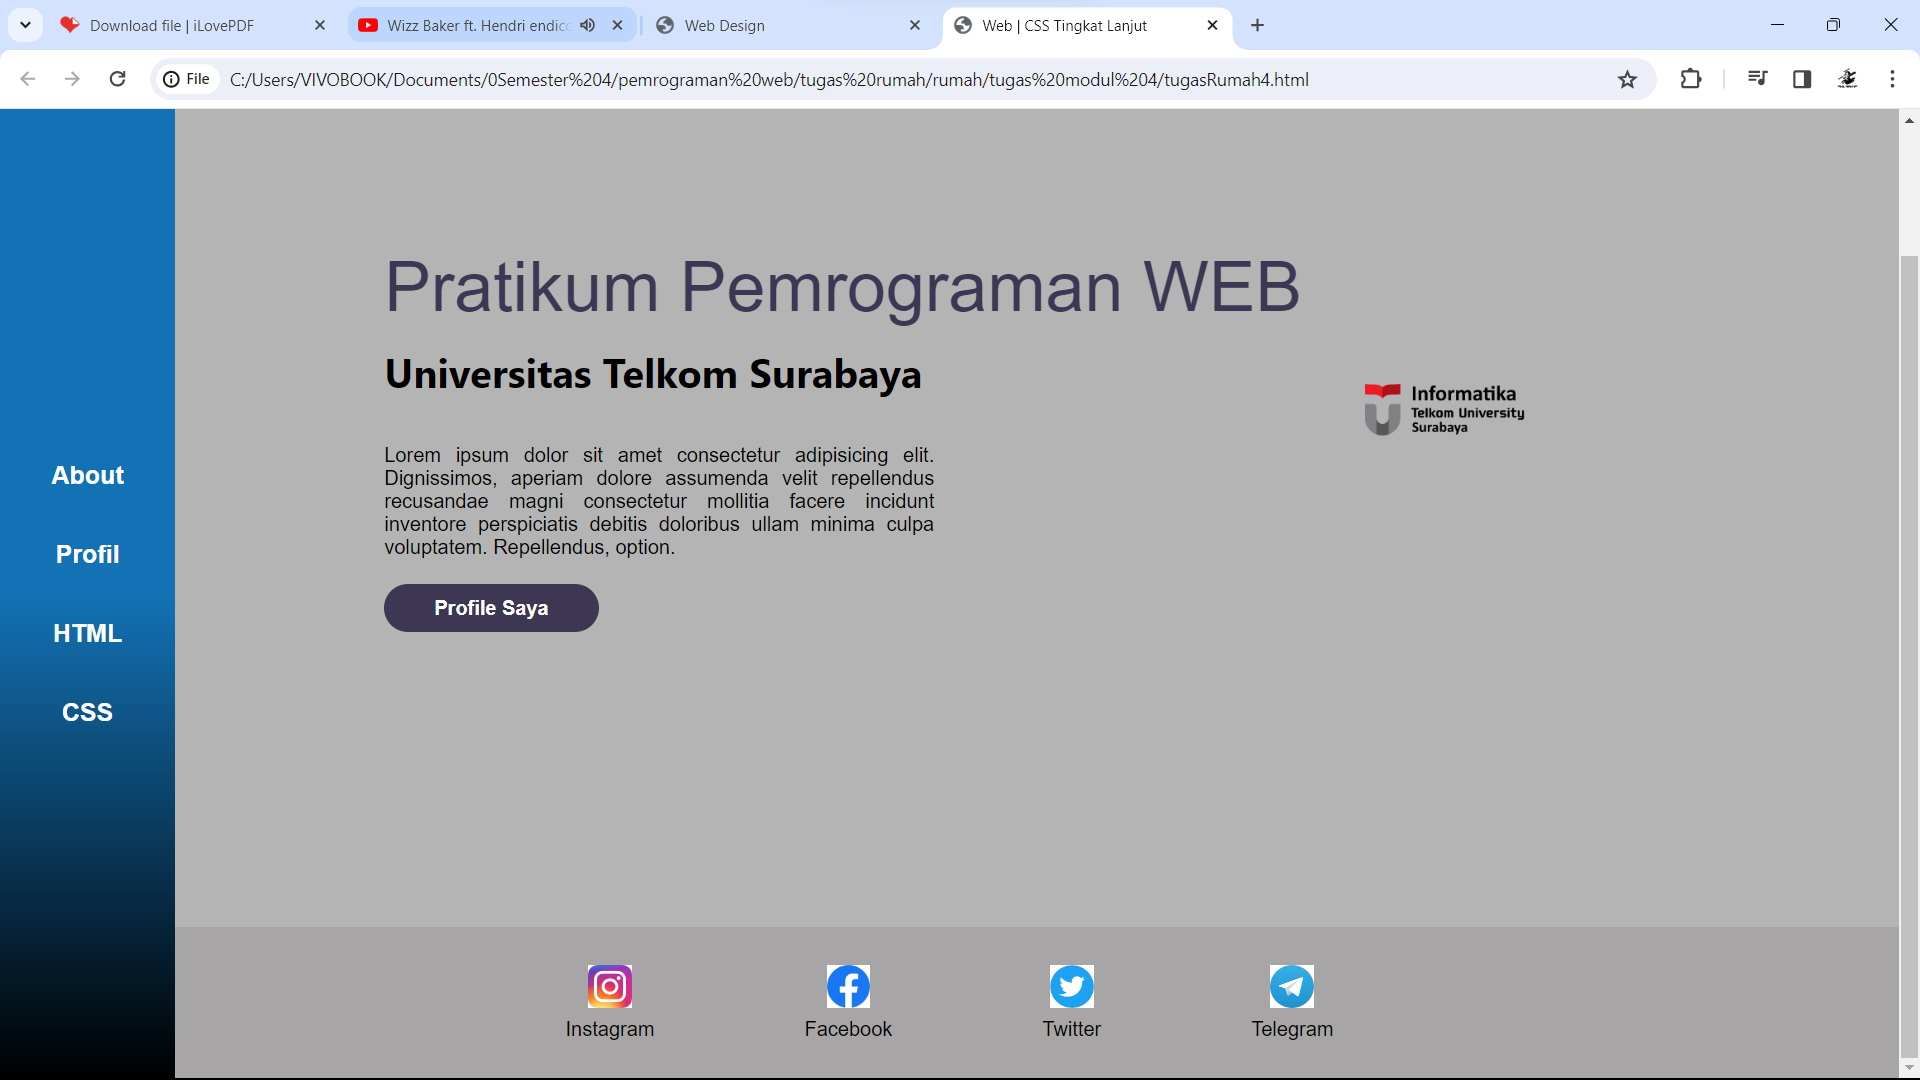 Download file | iLovePDF
Wizz Baker ft. Hendri endico
Web Design
Web | CSS Tingkat Lanjut
File
C:/Users/VIVOBOOK/Documents/0Semester%204/pemrograman%20web/tugas%20rumah/rumah/tugas%20modul%204/tugasRumah4.html
About
Profil
HTML
CSS
Pratikum Pemrograman WEB
Universitas Telkom Surabaya
Lorem ipsum dolor sit amet consectetur adipisicing elit.
Dignissimos, aperiam dolore assumenda velit repellendus
recusandae magni consectetur mollitia facere incidunt
inventore perspiciatis debitis doloribus ullam minima culpa
voluptatem. Repellendus, option.
Profile Saya
Informatika
Telkom University
Surabaya
Instagram
Facebook
Twitter
Telegram